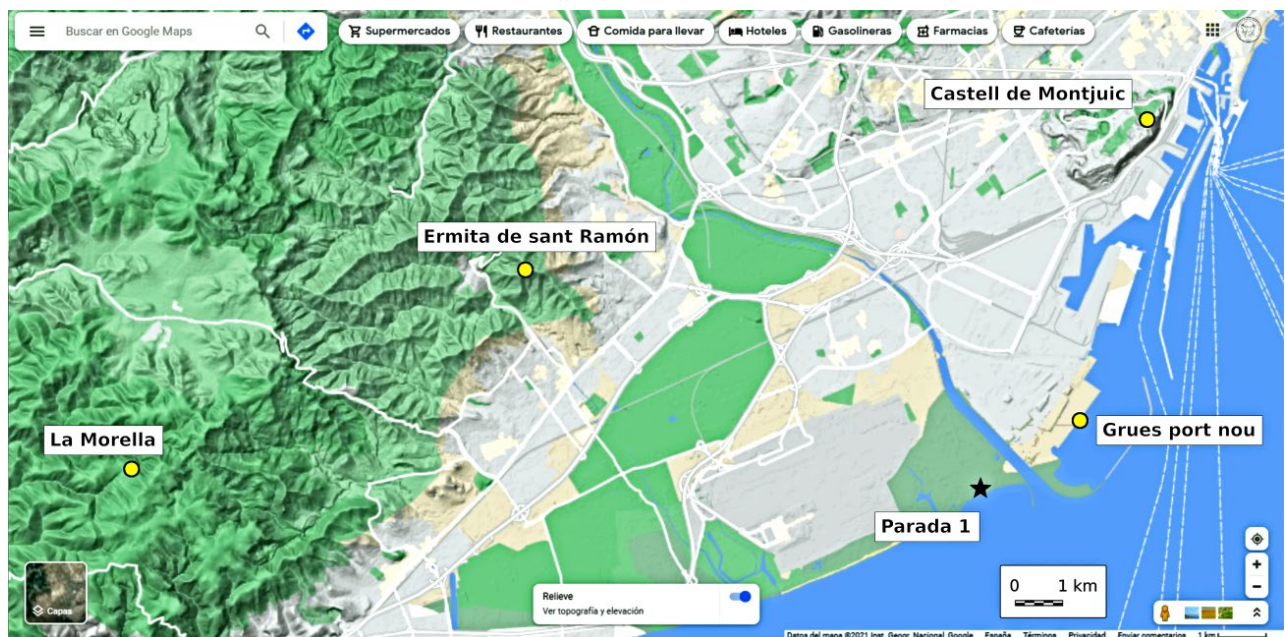 Buscar en Google Maps
Supermercados
Restaurantes
Comida para llevar
Hoteles
Gasolineras
Farmacias
Cafeterías
Castell de Montjuic
Ermita de sant Ramón
La Morella
Grues port nou
Parada 1
0 1 km
Capas
Relieve
Ver topografía y elevación
Datos del mapa ©2021 Inst. Geogr. Nacional, Google España Términos Privacidad Enviar comentarios 1 km